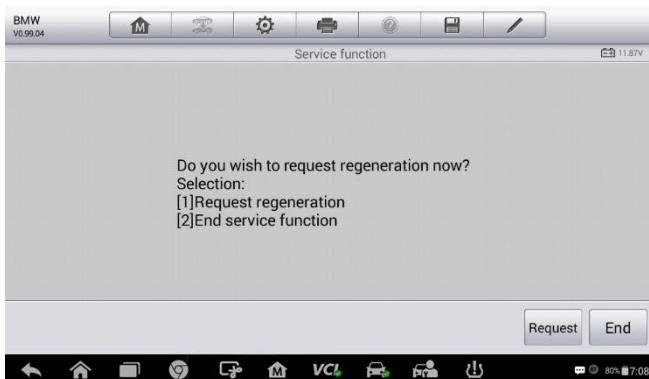 BMW
V0.99.04
M
Service function
11.87V
Do you wish to request regeneration now?
Selection:
[1]Request regeneration
[2]End service function
Request
End
M
VCI
80%
7:08